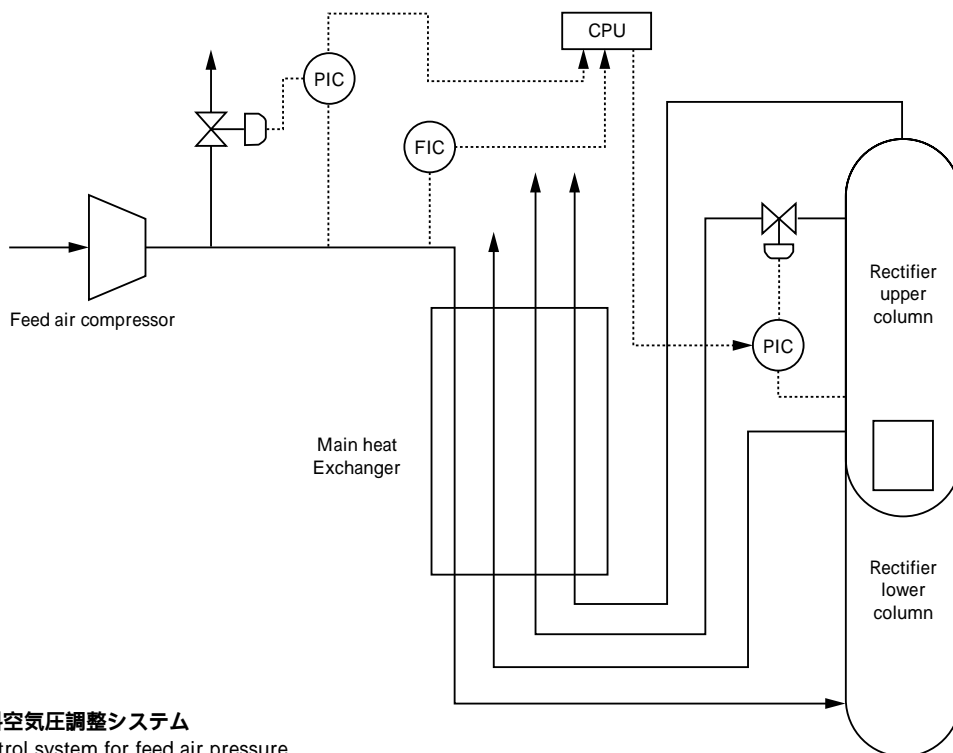 CPU
PIC
FIC
Feed air compressor
Rectifier
upper
column
PIC
Main heat
Exchanger
Rectifier
lower
column
空気圧調整システム
system for feed air pressure